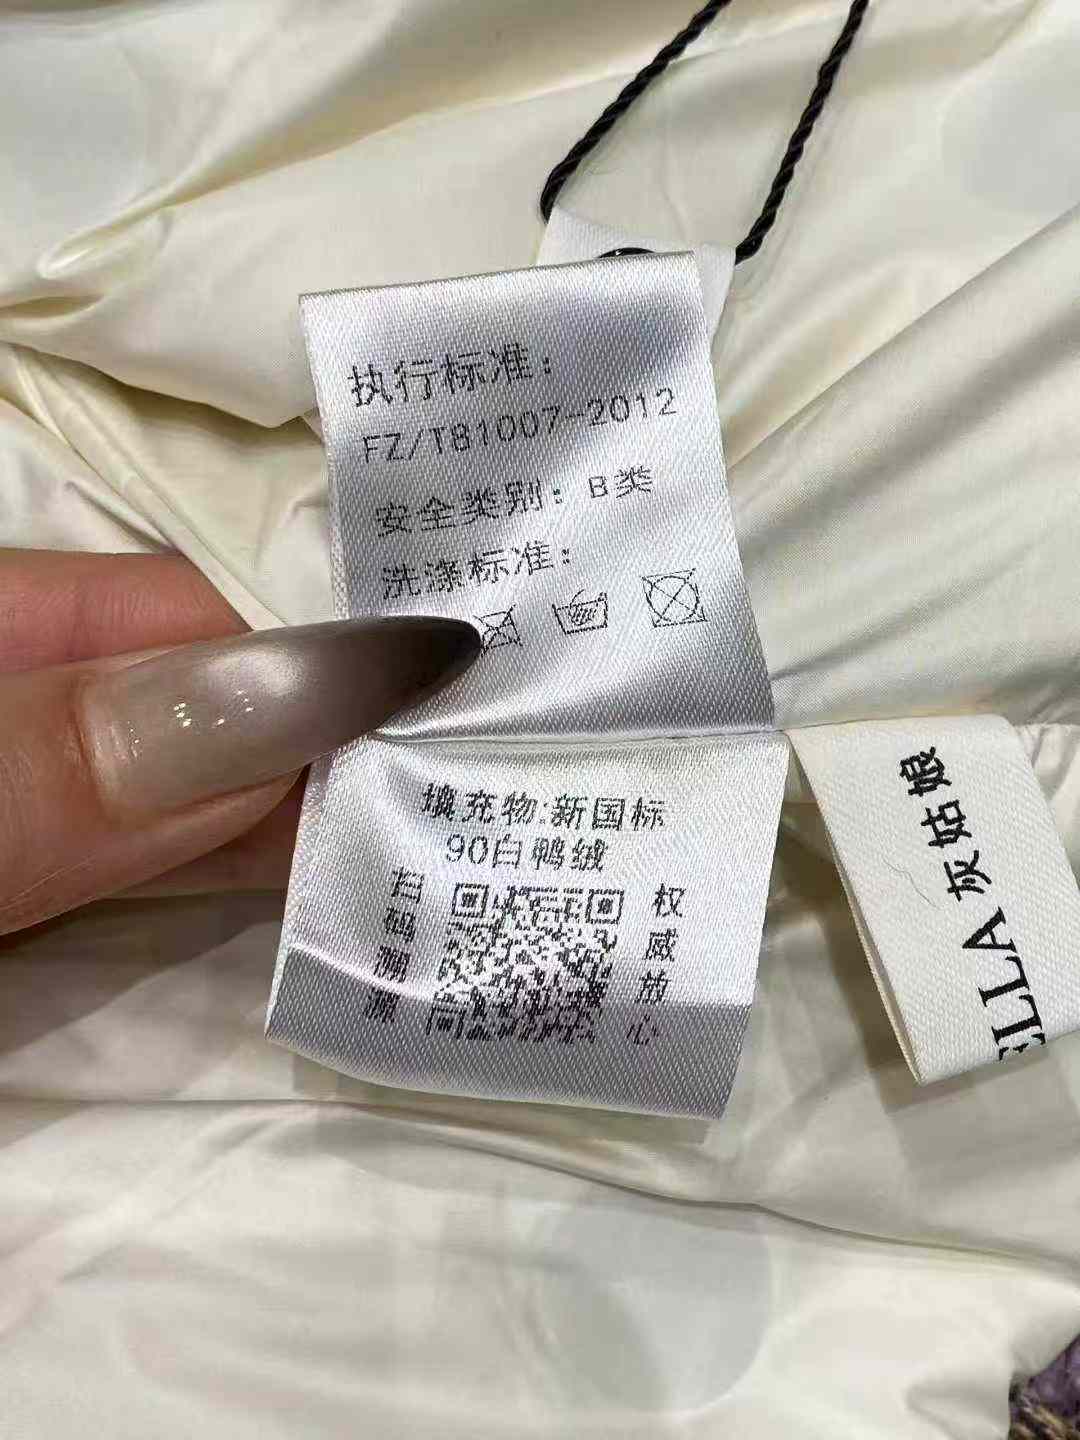 执行标准：
FZ/T81007-2012
安全类别：B类
洗涤标准：
填充物:新国标
90白鸭绒
扫码溯源
权威放心
灰姑娘
ELLA